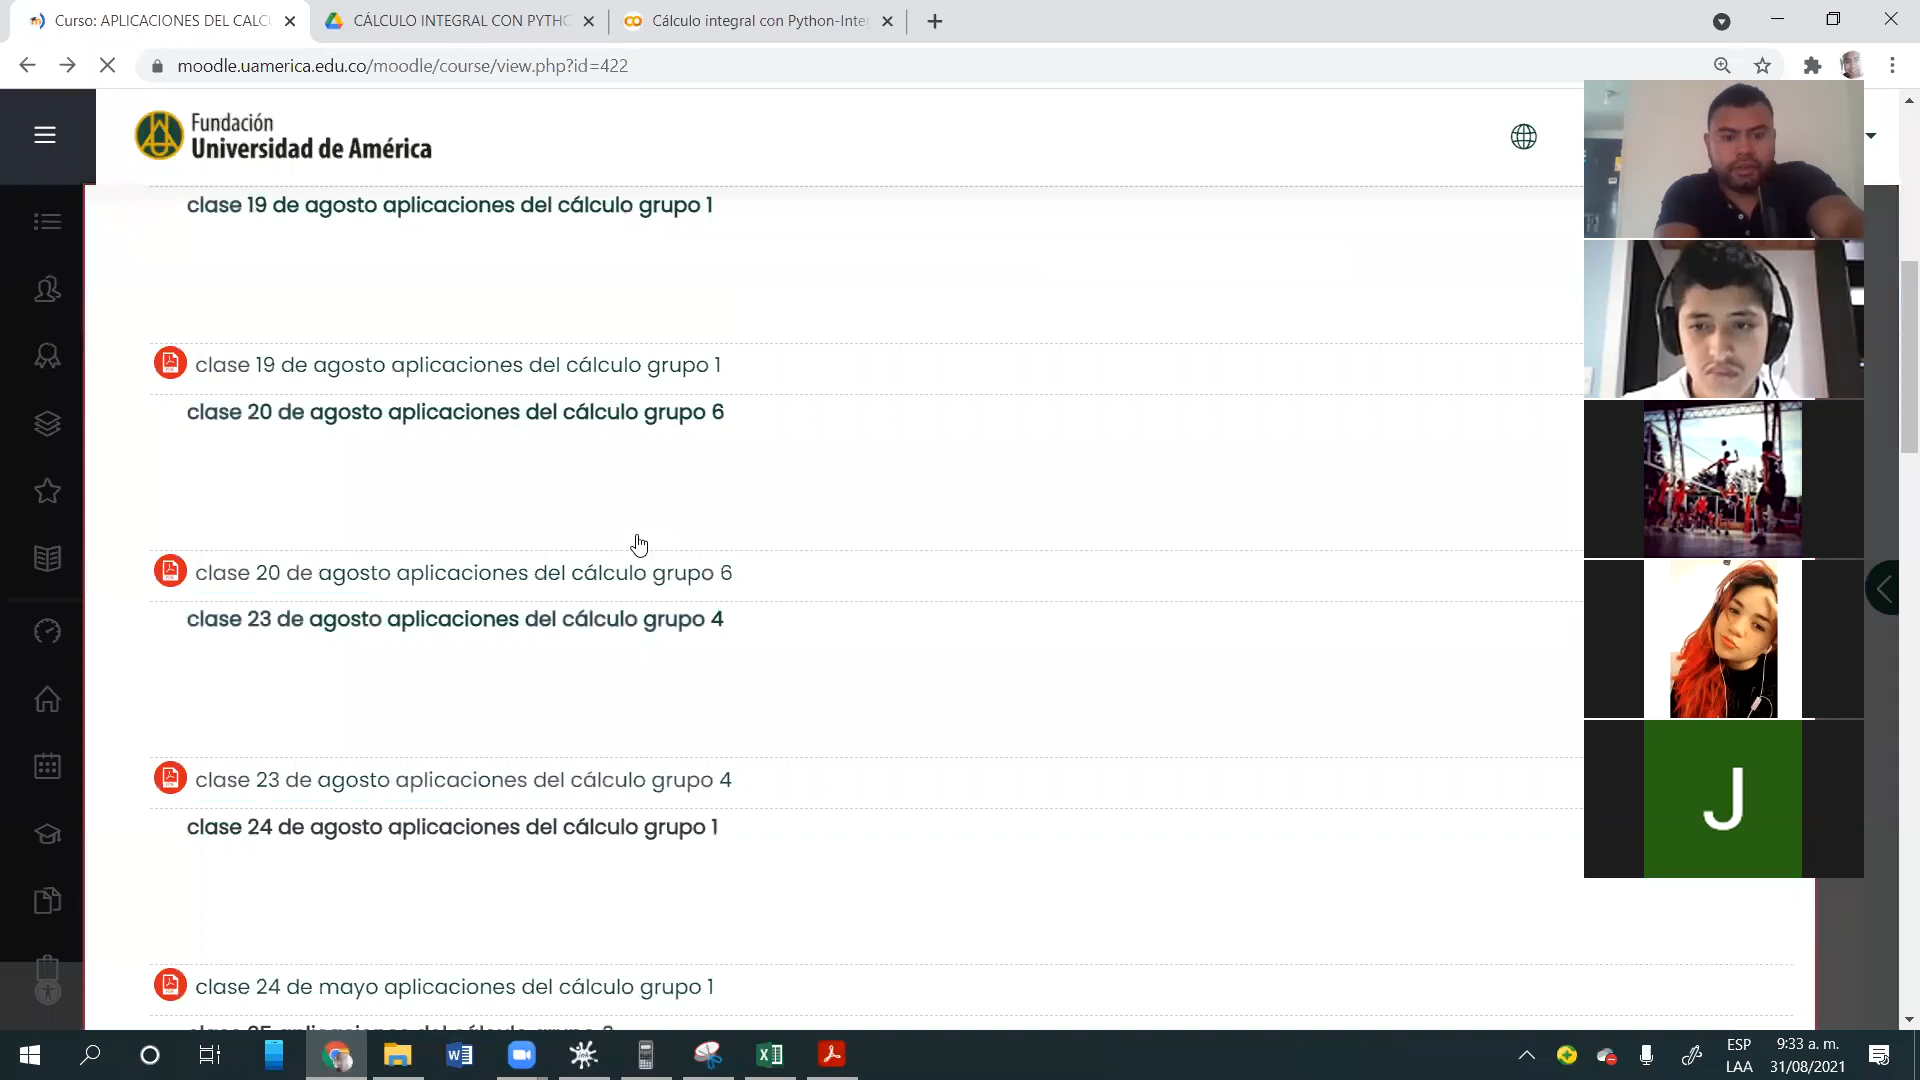 Curso: APLICACIONES DEL CALCU
CÁLCULO INTEGRAL CON PYTHO
Cálculo integral con Python-Inte
moodle.uamerica.edu.co/moodle/course/view.php?id=422
Fundación
Universidad de América
clase 19 de agosto aplicaciones del cálculo grupo 1
clase 19 de agosto aplicaciones del cálculo grupo 1
clase 20 de agosto aplicaciones del cálculo grupo 6
clase 20 de agosto aplicaciones del cálculo grupo 6
clase 23 de agosto aplicaciones del cálculo grupo 4
clase 23 de agosto aplicaciones del cálculo grupo 4
clase 24 de agosto aplicaciones del cálculo grupo 1
clase 24 de mayo aplicaciones del cálculo grupo 1
J
ESP
LAA
9:33 a. m.
31/08/2021